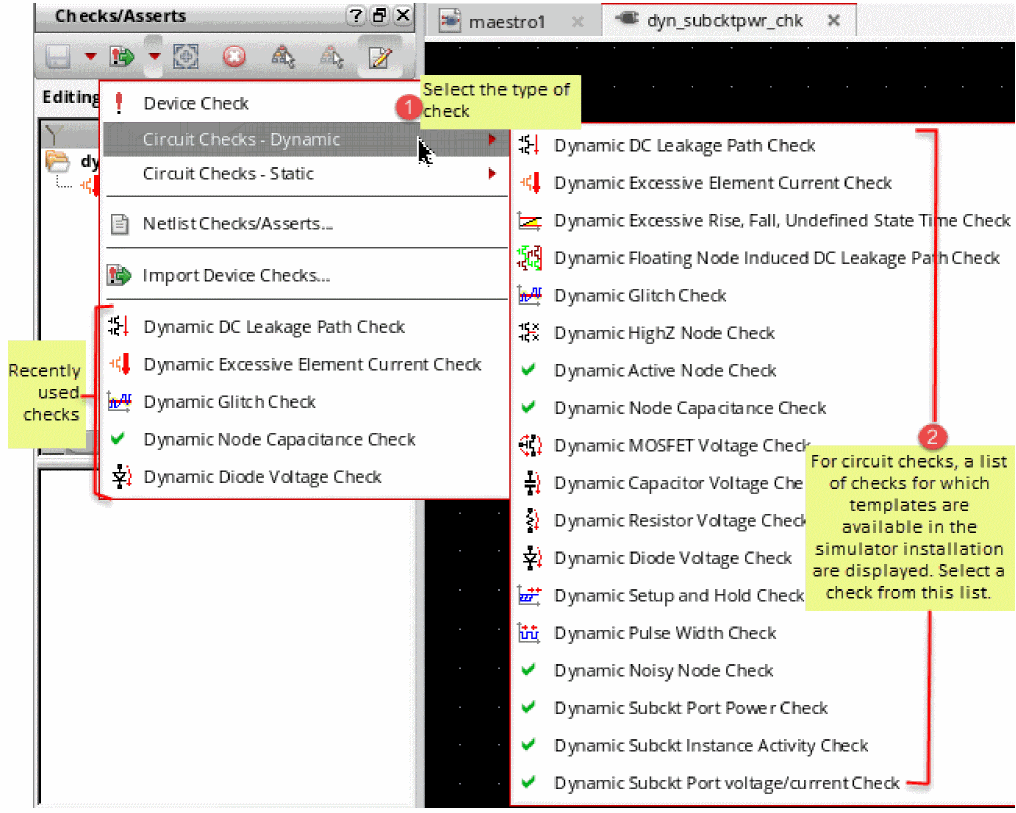 Checks/Asserts
maestro1
dyn_subcktpwr_chk
Editing
dy
1
Select the type of
check
Device Check
Circuit Checks - Dynamic
Circuit Checks - Static
Netlist Checks/Asserts...
Import Device Checks...
Dynamic DC Leakage Path Check
Dynamic Excessive Element Current Check
Dynamic Glitch Check
Dynamic Node Capacitance Check
Dynamic Diode Voltage Check
Recently
used
checks
Dynamic DC Leakage Path Check
Dynamic Excessive Element Current Check
Dynamic Excessive Rise, Fall, Undefined State Time Check
Dynamic Floating Node Induced DC Leakage Path Check
Dynamic Glitch Check
Dynamic HighZ Node Check
Dynamic Active Node Check
Dynamic Node Capacitance Check
Dynamic MOSFET Voltage Check
Dynamic Capacitor Voltage Che
Dynamic Resistor Voltage Check
Dynamic Diode Voltage Check
Dynamic Setup and Hold Check
Dynamic Pulse Width Check
Dynamic Noisy Node Check
Dynamic Subckt Port Power Check
Dynamic Subckt Instance Activity Check
Dynamic Subckt Port voltage/current Check
2
For circuit checks, a list
of checks for which
templates are
available in the
simulator installation
are displayed. Select a
check from this list.